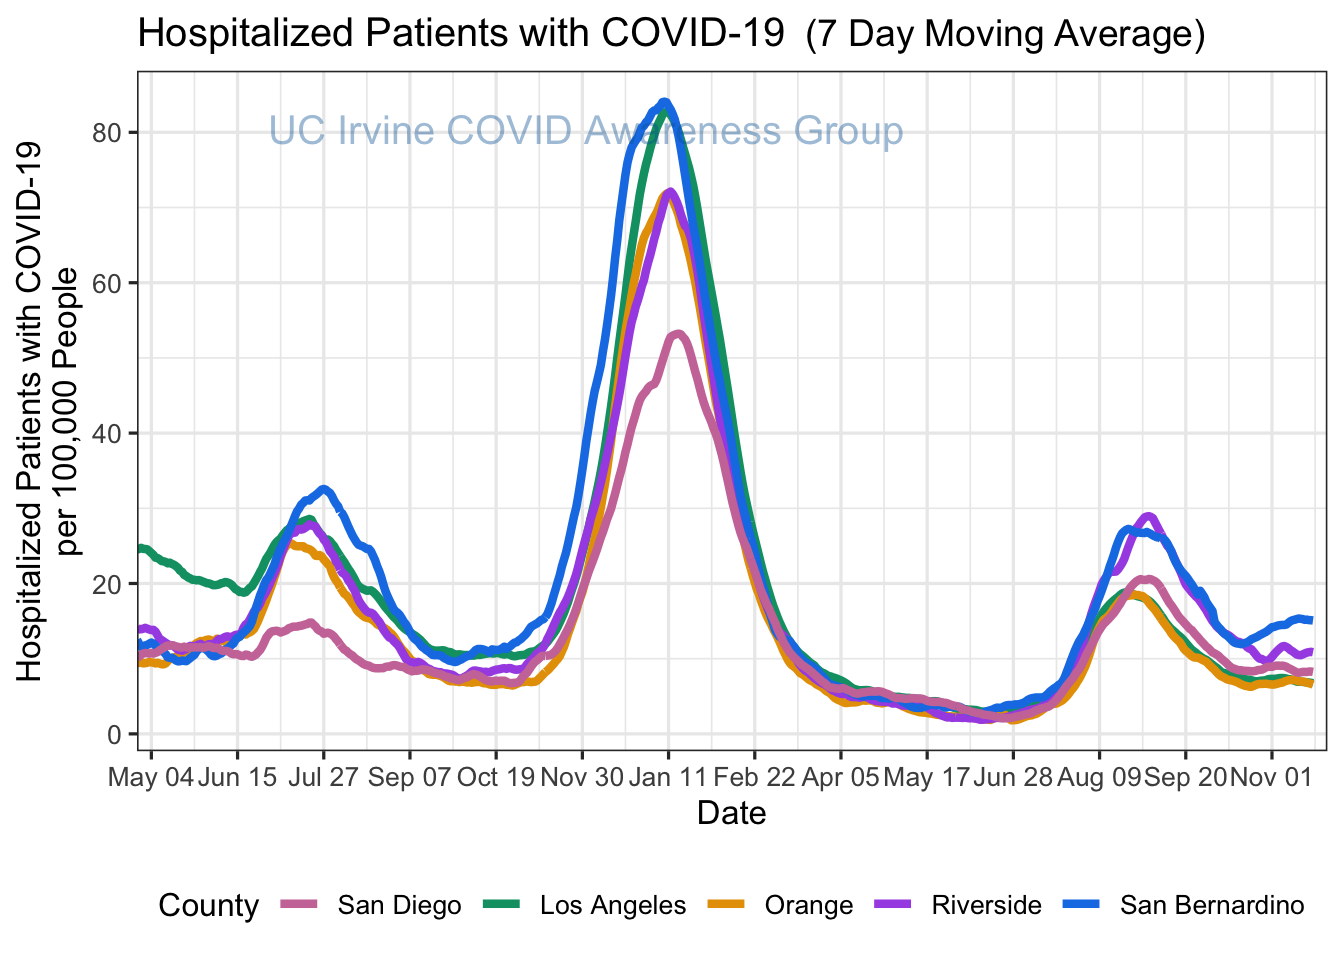 Hospitalized Patients with COVID-19 (7 Day Moving Average)
UC Irvine COVID Awareness Group
Hospitalized Patients with COVID-19
per 100,000 People
80
60
40
20
0
May 04 Jun 15 Jul 27 Sep 07 Oct 19 Nov 30 Jan 11 Feb 22 Apr 05 May 17 Jun 28 Aug 09 Sep 20 Nov 01
Date
County San Diego Los Angeles Orange Riverside San Bernardino